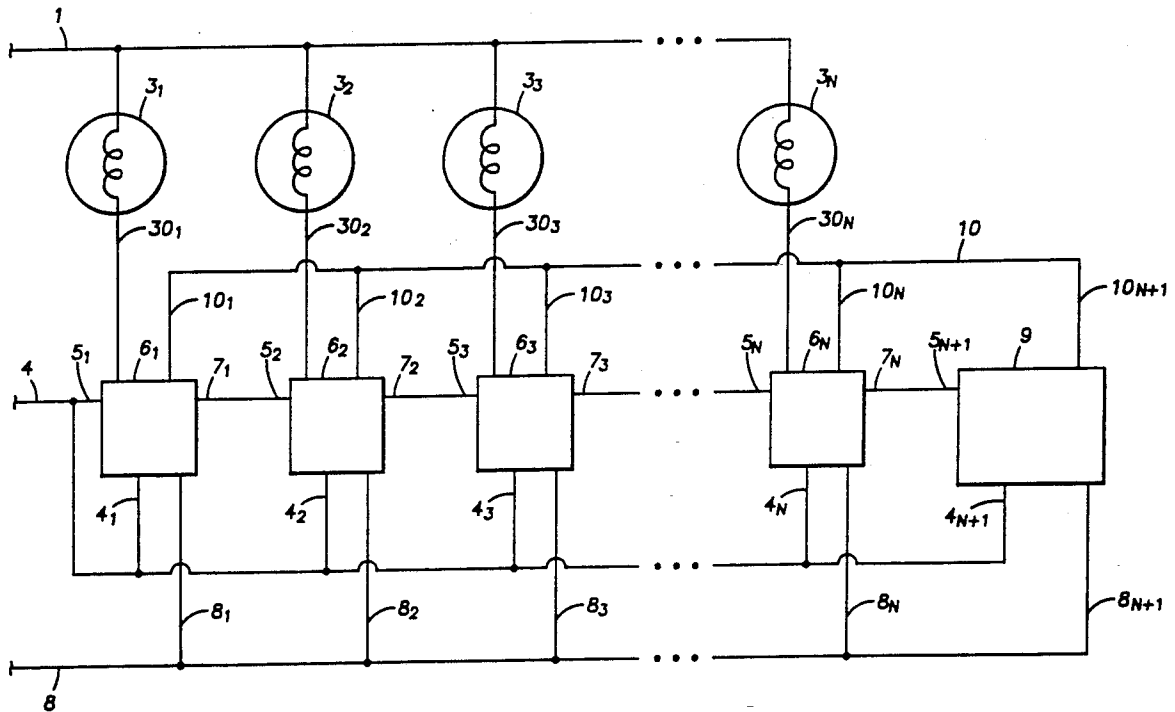 1
3₁ 3₂ 3₃ 3N
30₁ 30₂ 30₃ 30N 10
10₁ 10₂ 10₃ 10N 10N+1
4 5₁ 6₁ 7₁ 5₂ 6₂ 7₂ 5₃ 6₃ 7₃ 5N 6N 7N 5N+1 9
4₁ 4₂ 4₃ 4N 4N+1
8₁ 8₂ 8₃ 8N 8N+1
8